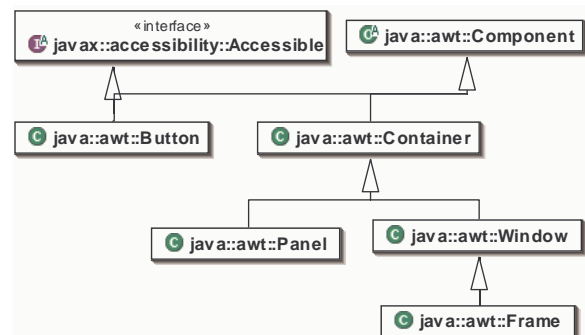 «interface»
javax::accessibility::Accessible
java::awt::Component
java::awt::Button
java::awt::Container
java::awt::Panel
java::awt::Window
java::awt::Frame